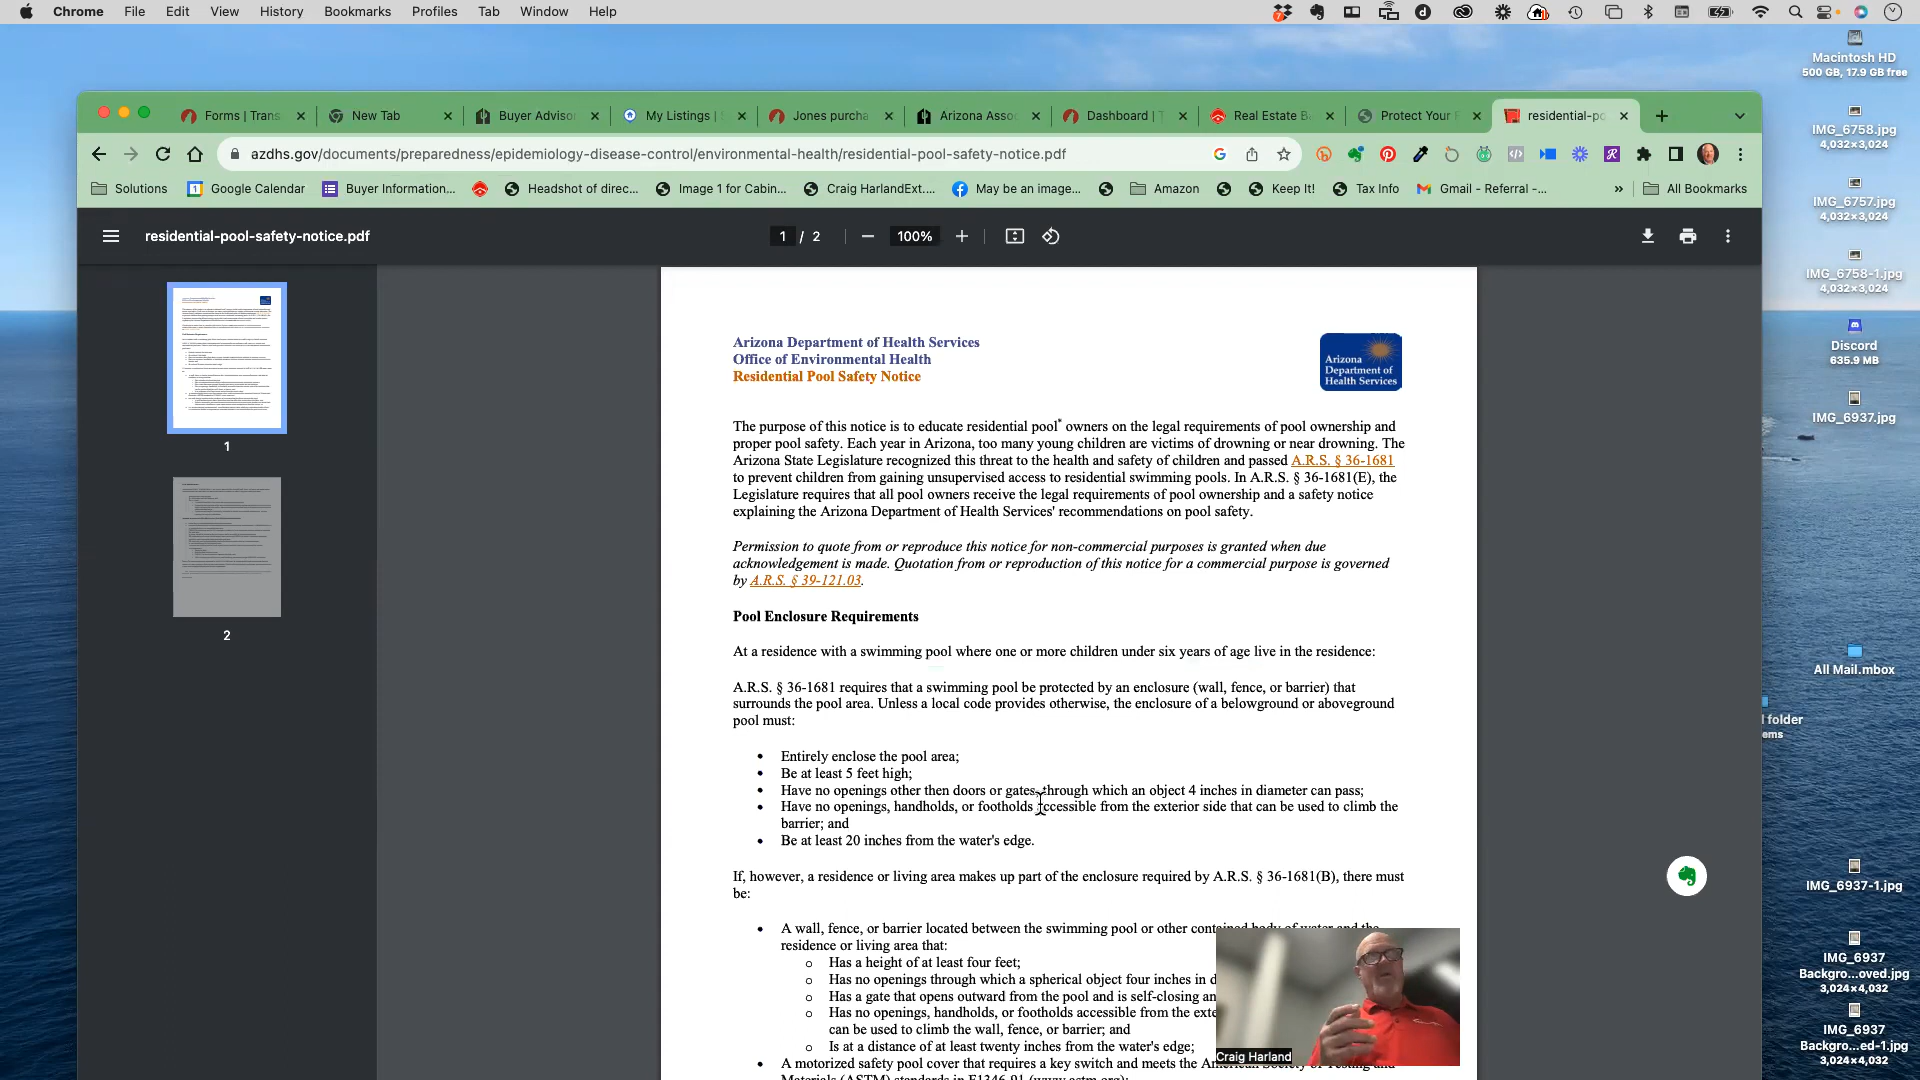 Chrome File Edit View History Bookmarks Profiles Tab Window Help
Macintosh HD
500 GB, 17.9 GB free
IMG_6758.jpg
4,032×3,024
IMG_6757.jpg
4,032×3,024
IMG_6758-1.jpg
4,032×3,024
Discord
635.9 MB
IMG_6937.jpg
All Mail.mbox
l folder
ems
IMG_6937-1.jpg
IMG_6937
Backgro...oved.jpg
3,024×4,032
IMG_6937
Backgro...ed-1.jpg
3,024×4,032
Forms | Trans New Tab Buyer Adviso My Listings | S Jones purcha Arizona Asso Dashboard | T Real Estate B Protect Your F residential-po
azdhs.gov/documents/preparedness/epidemiology-disease-control/environmental-health/residential-pool-safety-notice.pdf
Solutions Google Calendar Buyer Information... Headshot of direc... Image 1 for Cabin... Craig HarlandExt.... May be an image... Amazon Keep It! Tax Info Gmail - Referral -... » All Bookmarks
residential-pool-safety-notice.pdf 1 / 2 100%
1
2
Arizona Department of Health Services
Office of Environmental Health
Residential Pool Safety Notice
Arizona
Department of
Health Services
The purpose of this notice is to educate residential pool* owners on the legal requirements of pool ownership and
proper pool safety. Each year in Arizona, too many young children are victims of drowning or near drowning. The
Arizona State Legislature recognized this threat to the health and safety of children and passed A.R.S. § 36-1681
to prevent children from gaining unsupervised access to residential swimming pools. In A.R.S. § 36-1681(E), the
Legislature requires that all pool owners receive the legal requirements of pool ownership and a safety notice
explaining the Arizona Department of Health Services' recommendations on pool safety.
Permission to quote from or reproduce this notice for non-commercial purposes is granted when due
acknowledgement is made. Quotation from or reproduction of this notice for a commercial purpose is governed
by A.R.S. § 39-121.03.
Pool Enclosure Requirements
At a residence with a swimming pool where one or more children under six years of age live in the residence:
A.R.S. § 36-1681 requires that a swimming pool be protected by an enclosure (wall, fence, or barrier) that
surrounds the pool area. Unless a local code provides otherwise, the enclosure of a belowground or aboveground
pool must:
• Entirely enclose the pool area;
• Be at least 5 feet high;
• Have no openings other then doors or gates through which an object 4 inches in diameter can pass;
• Have no openings, handholds, or footholds accessible from the exterior side that can be used to climb the
barrier; and
• Be at least 20 inches from the water's edge.
If, however, a residence or living area makes up part of the enclosure required by A.R.S. § 36-1681(B), there must
be:
• A wall, fence, or barrier located between the swimming pool or other contained body of water and the
residence or living area that:
o Has a height of at least four feet;
o Has no openings through which a spherical object four inches in d
o Has a gate that opens outward from the pool and is self-closing an
o Has no openings, handholds, or footholds accessible from the exte
can be used to climb the wall, fence, or barrier; and
o Is at a distance of at least twenty inches from the water's edge;
• A motorized safety pool cover that requires a key switch and meets the American Society of Testing and
Materials (ASTM) standards in F1346-91 (www.astm.org);
Craig Harland